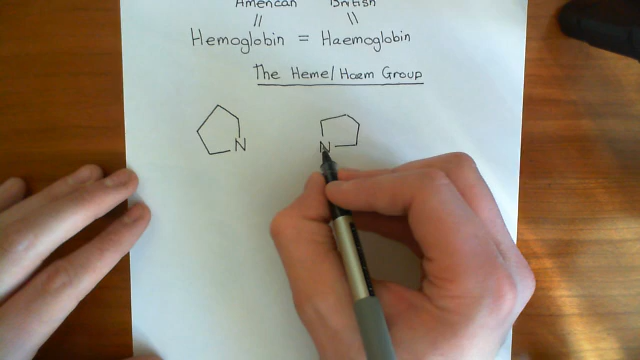 American British
Hemoglobin = Haemoglobin
The Heme/Haem Group
N N